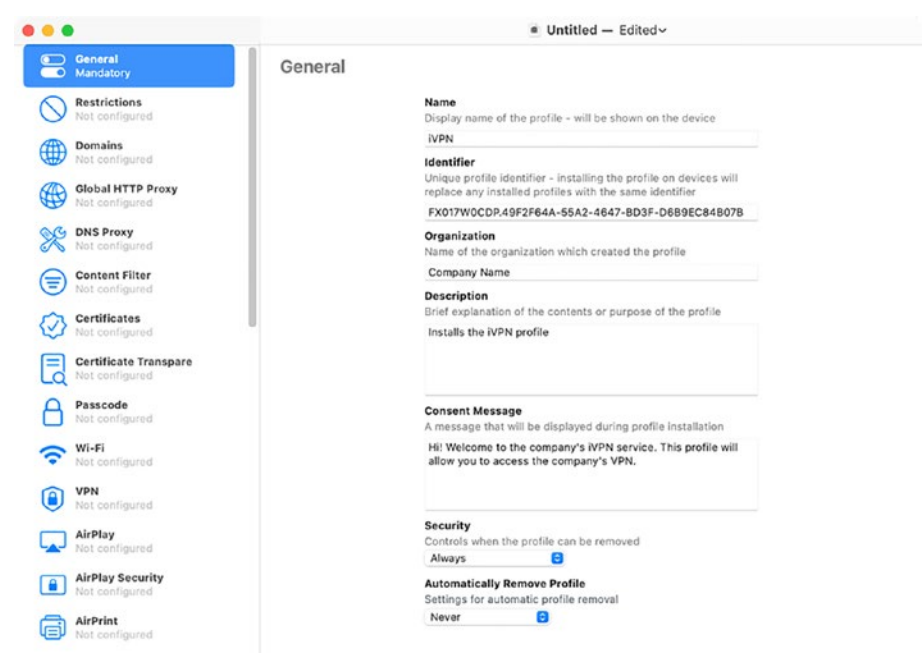 Untitled — Edited
General
Mandatory
Restrictions
Not configured
Domains
Not configured
Global HTTP Proxy
Not configured
DNS Proxy
Not configured
Content Filter
Not configured
Certificates
Not configured
Certificate Transpare
Not configured
Passcode
Not configured
Wi-Fi
Not configured
VPN
Not configured
AirPlay
Not configured
AirPlay Security
Not configured
AirPrint
Not configured
General
Name
Display name of the profile - will be shown on the device
iVPN
Identifier
Unique profile identifier - installing the profile on devices will
replace any installed profiles with the same identifier
FX017W0CDP.49F2F64A-55A2-4647-BD3F-D6B9EC84B07B
Organization
Name of the organization which created the profile
Company Name
Description
Brief explanation of the contents or purpose of the profile
Installs the iVPN profile
Consent Message
A message that will be displayed during profile installation
Hi! Welcome to the company's iVPN service. This profile will
allow you to access the company's VPN.
Security
Controls when the profile can be removed
Always
Automatically Remove Profile
Settings for automatic profile removal
Never